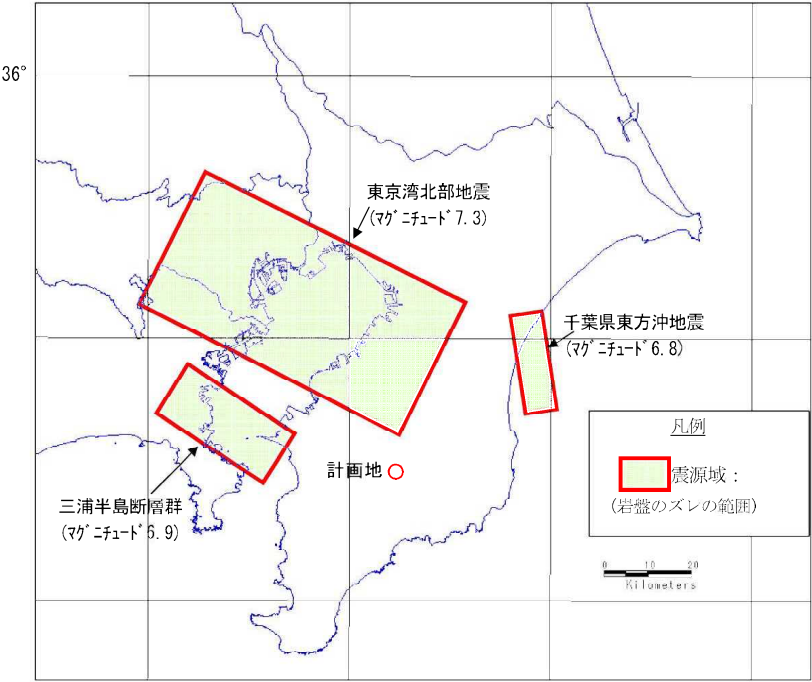 36°
東京湾北部地震
(ﾏｸﾞﾆﾁｭｰﾄﾞ7.3)
千葉県東方沖地震
(ﾏｸﾞﾆﾁｭｰﾄﾞ6.8)
凡例
計画地
震源域：
三浦半島断層群
(岩盤のズレの範囲)
(ﾏｸﾞﾆﾁｭｰﾄﾞ6.9)
0 10 20
Kilometers